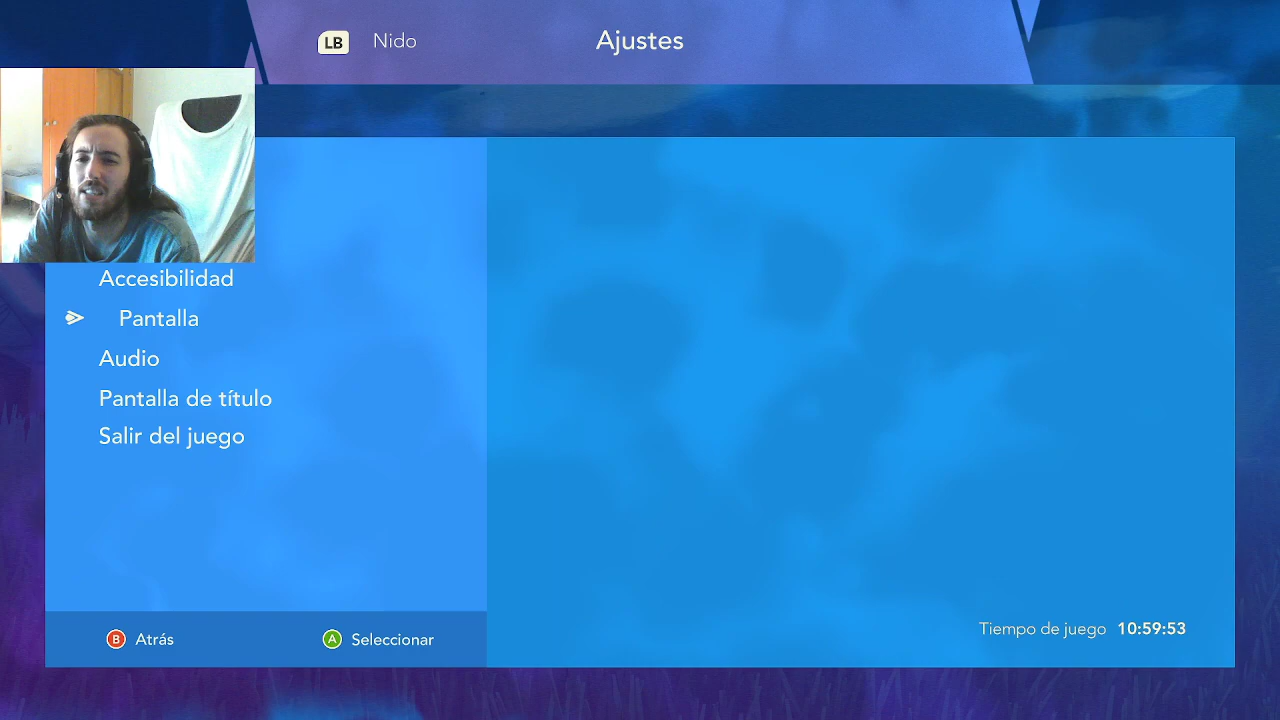 LB Nido Ajustes
Accesibilidad
Pantalla
Audio
Pantalla de título
Salir del juego
B Atrás A Seleccionar
Tiempo de juego 10:59:53